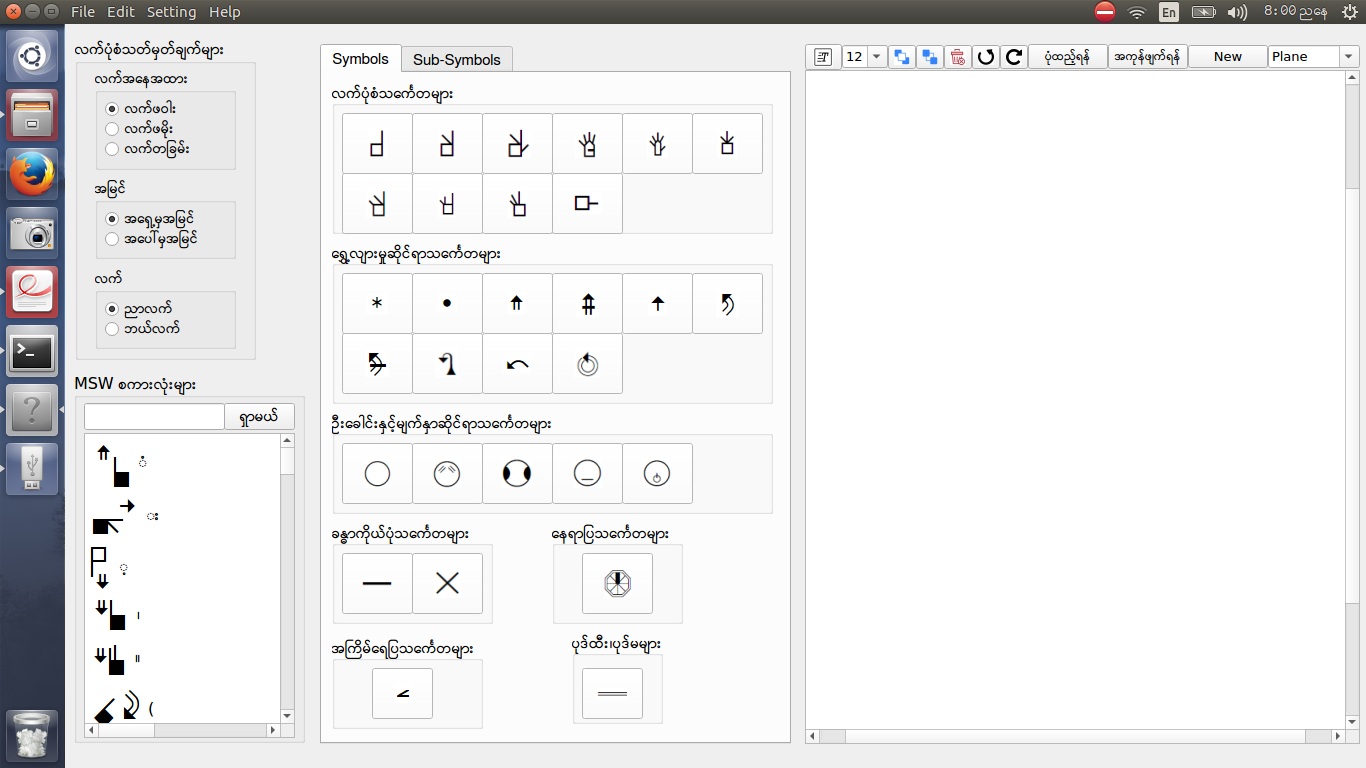 File Edit Setting Help
En
8:00 ညနေ
လက်ပုံစံသတ်မှတ်ချက်များ
လက်အနေအထား
လက်ဖဝါး
လက်ဖမိုး
လက်တခြမ်း
အမြင်
အရှေ့မှအမြင်
အပေါ်မှအမြင်
လက်
ညာလက်
ဘယ်လက်
MSW စကားလုံးများ
ရှာမယ်
ံ
း
့
၊
။
(
Symbols Sub-Symbols
လက်ပုံစံသင်္ကေတများ
ရွှေ့လျားမှုဆိုင်ရာသင်္ကေတများ
ဦးခေါင်းနှင့်မျက်နှာဆိုင်ရာသင်္ကေတများ
ခန္ဓာကိုယ်ပုံသင်္ကေတများ
နေရာပြသင်္ကေတများ
အကြိမ်ရေပြသင်္ကေတများ
ပုဒ်ထီး၊ပုဒ်မများ
12 ပုံထည့်ရန် အကုန်ဖျက်ရန် New Plane